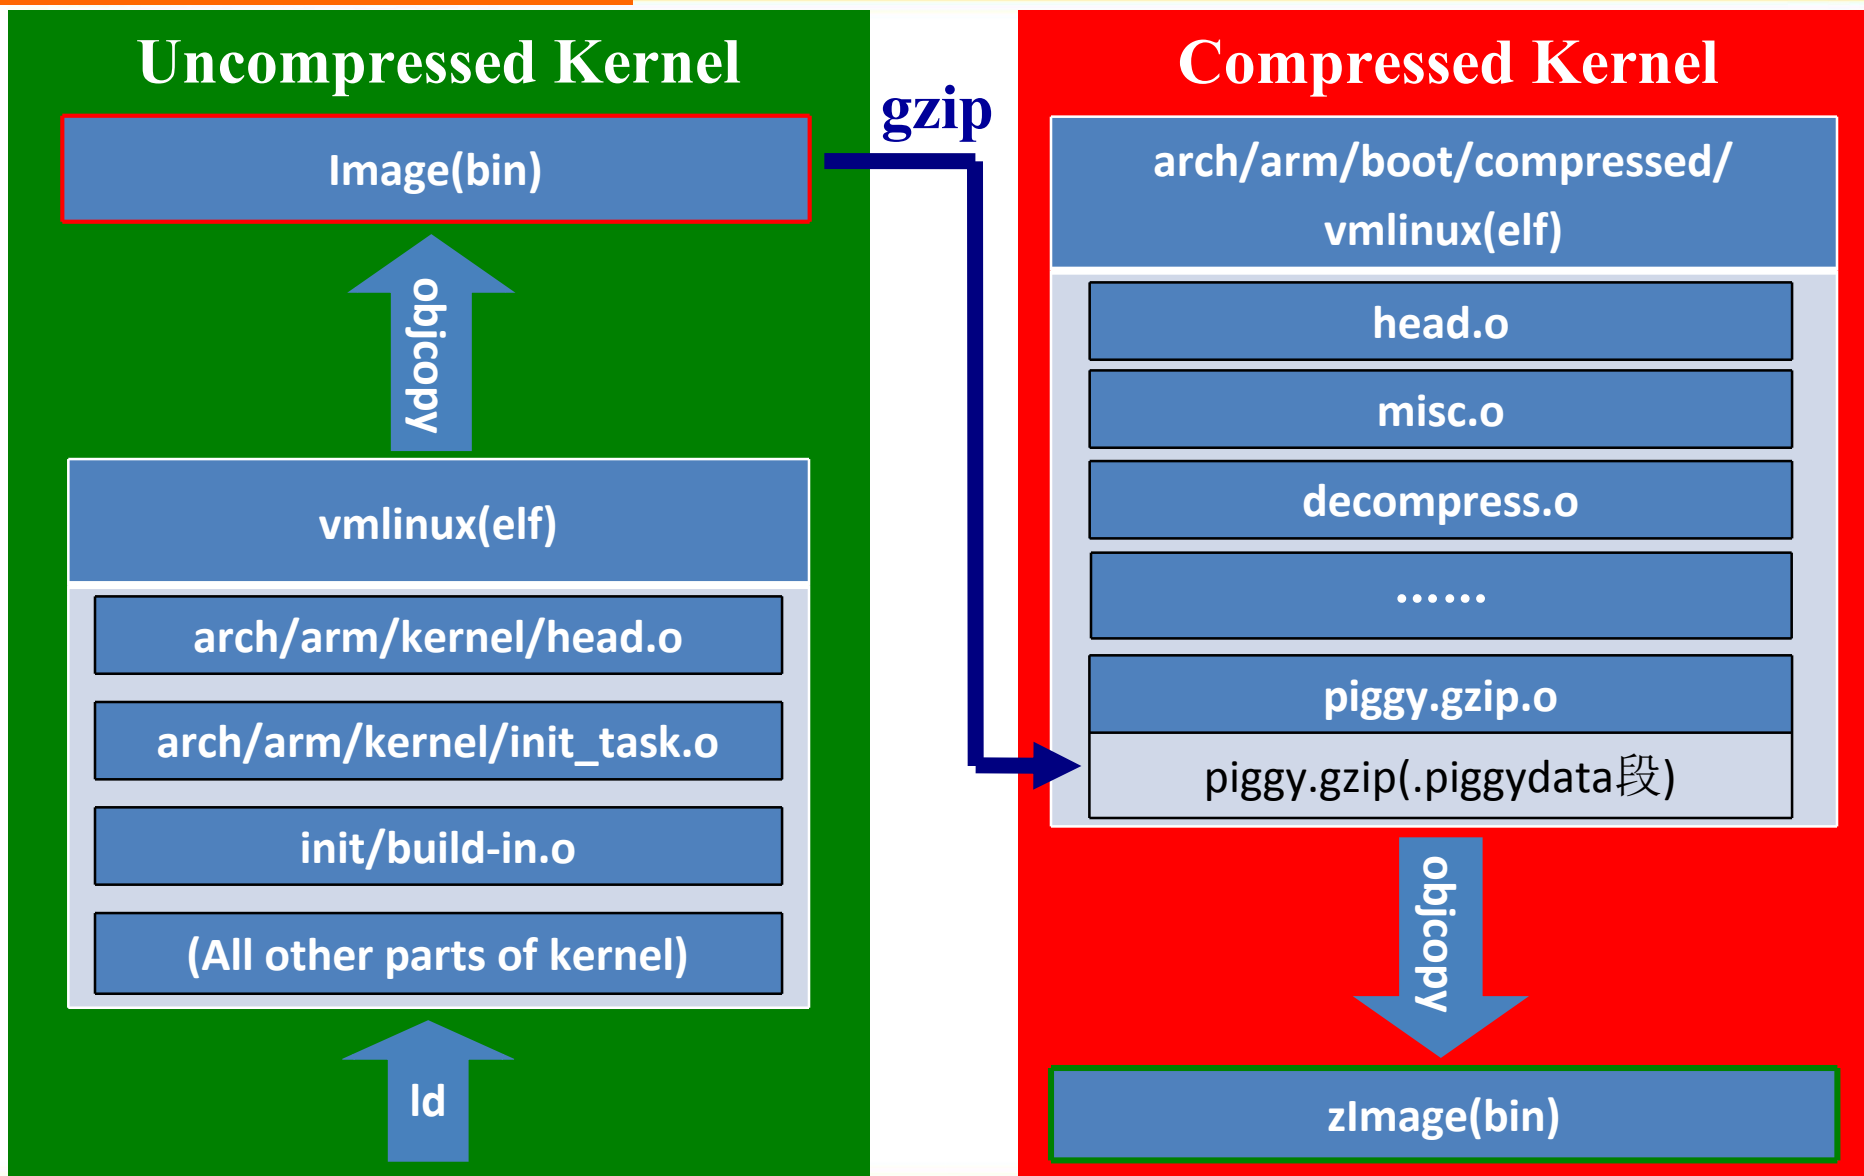 Uncompressed Kernel
Image(bin)
objcopy
vmlinux(elf)
arch/arm/kernel/head.o
arch/arm/kernel/init_task.o
init/build-in.o
(All other parts of kernel)
ld
gzip
Compressed Kernel
arch/arm/boot/compressed/
vmlinux(elf)
head.o
misc.o
decompress.o
......
piggy.gzip.o
piggy.gzip(.piggydata段)
objcopy
zImage(bin)